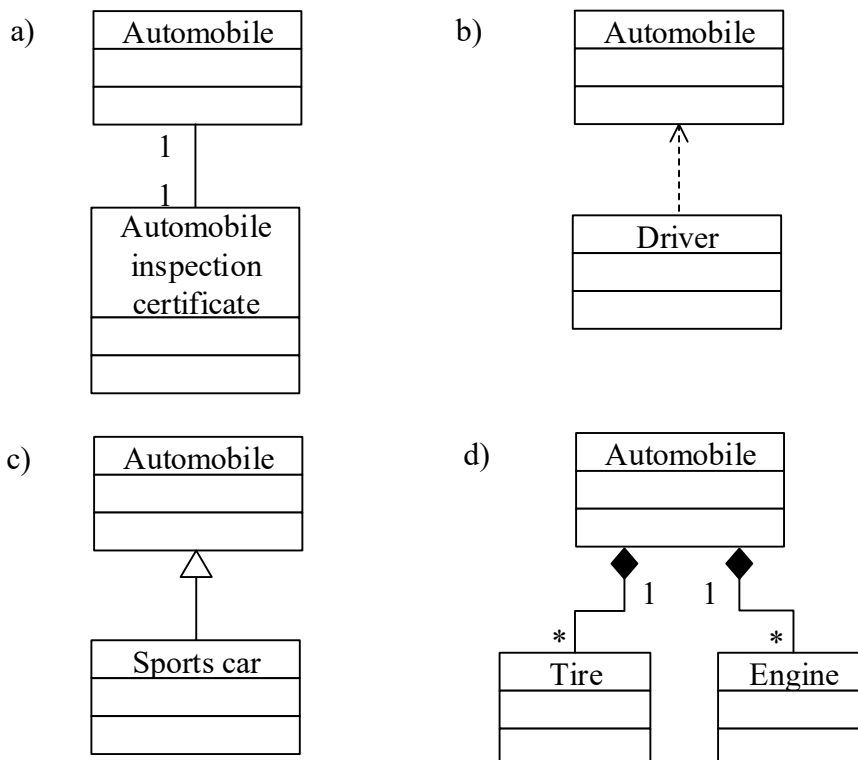 a)
Automobile
1
1
Automobile
inspection
certificate
b)
Automobile
Driver
c)
Automobile
Sports car
d)
Automobile
1 1
* *
Tire Engine